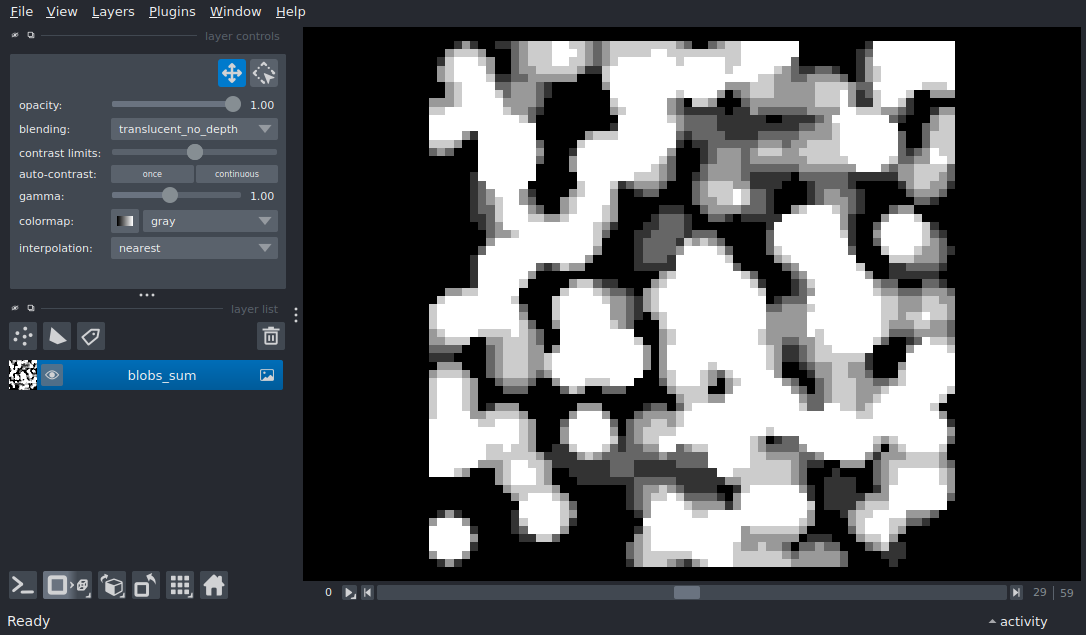 File View Layers Plugins Window Help
layer controls
opacity: 1.00
blending: translucent_no_depth
contrast limits:
auto-contrast: once continuous
gamma: 1.00
colormap: gray
interpolation: nearest
layer list
blobs_sum
0 29 59
Ready activity